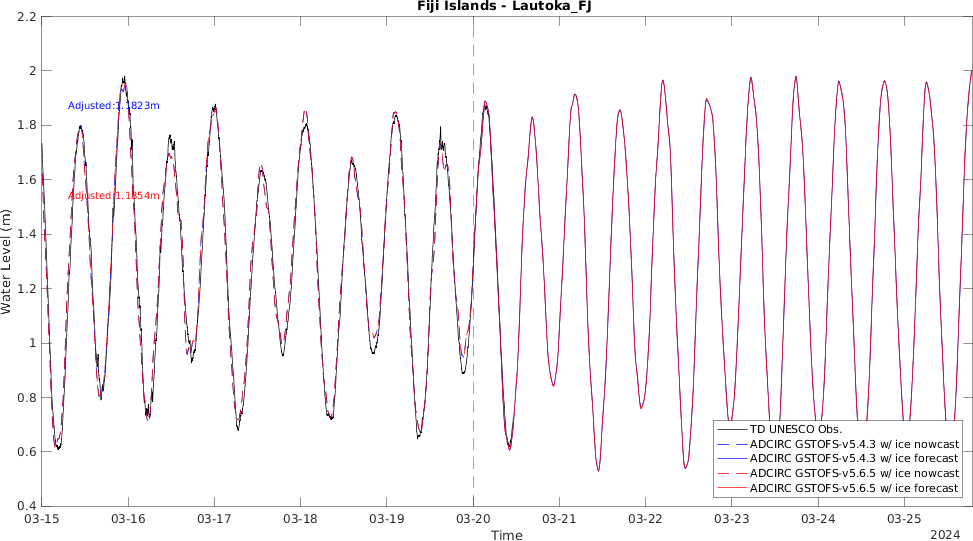 Fiji Islands - Lautoka_FJ
2.2
2
1.8
1.6
1.4
1.2
1
0.8
0.6
0.4
Water Level (m)
Adjusted:1.1823m
Adjusted:1.1854m
TD UNESCO Obs.
ADCIRC GSTOFS-v5.4.3 w/ ice nowcast
ADCIRC GSTOFS-v5.4.3 w/ ice forecast
ADCIRC GSTOFS-v5.6.5 w/ ice nowcast
ADCIRC GSTOFS-v5.6.5 w/ ice forecast
03-15 03-16 03-17 03-18 03-19 03-20 03-21 03-22 03-23 03-24 03-25
Time
2024